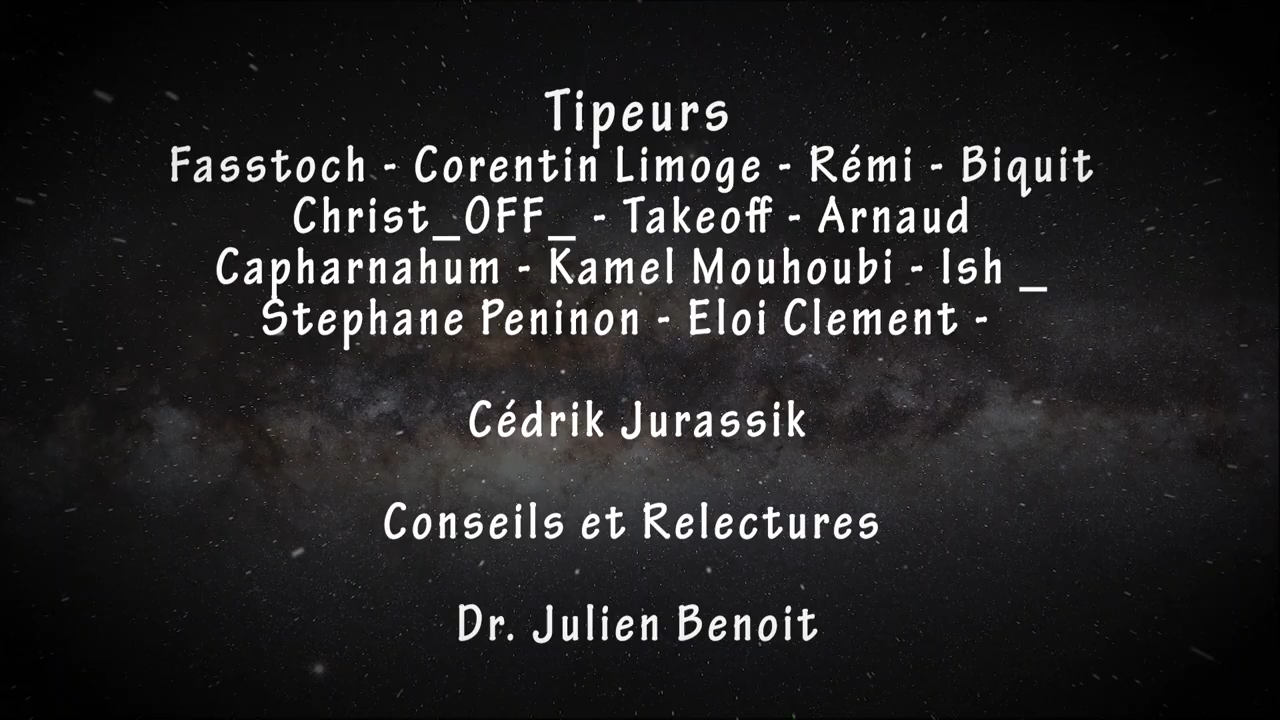 Tipeurs
Fasstoch - Corentin Limoge - Rémi - Biquit
Christ_OFF_ - Takeoff - Arnaud
Capharnahum - Kamel Mouhoubi - Ish _
Stephane Peninon - Eloi Clement -
Cédrik Jurassik
Conseils et Relectures
Dr. Julien Benoit